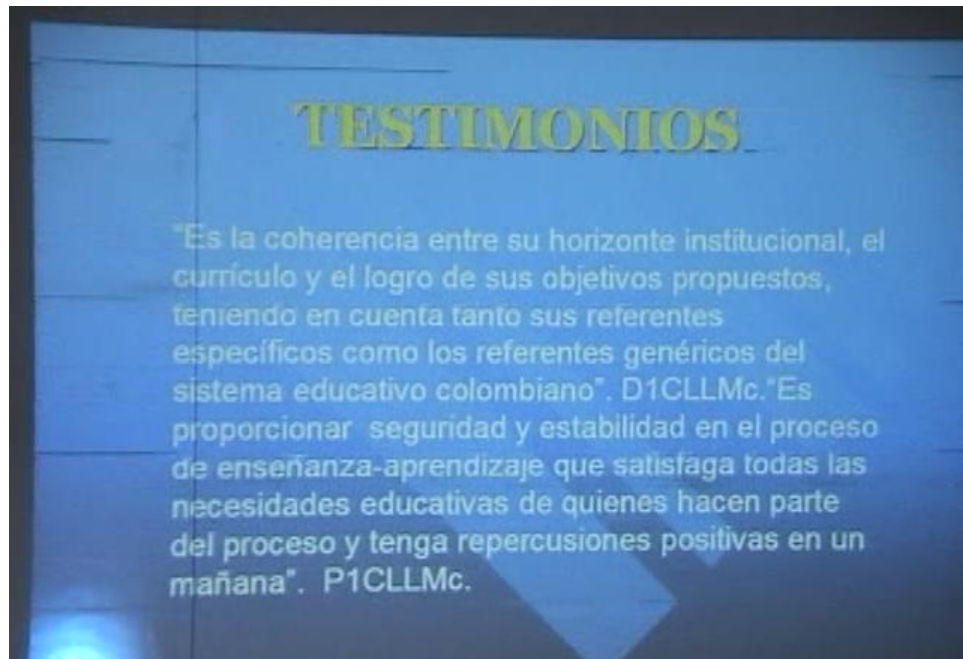 TESTIMONIOS
"Es la coherencia entre su horizonte institucional, el
currículo y el logro de sus objetivos propuestos,
teniendo en cuenta tanto sus referentes
específicos como los referentes genéricos del
sistema educativo colombiano". D1CLLMc."Es
proporcionar seguridad y estabilidad en el proceso
de enseñanza-aprendizaje que satisfaga todas las
necesidades educativas de quienes hacen parte
del proceso y tenga repercusiones positivas en un
mañana". P1CLLMc.